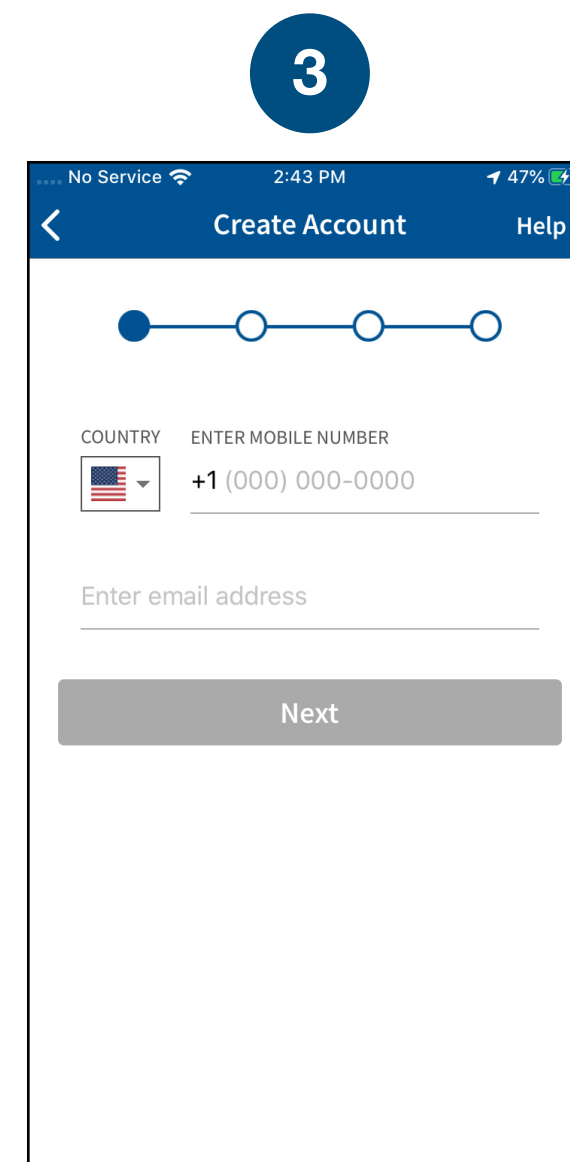 3
No Service 2:43 PM 47%
Create Account Help
COUNTRY ENTER MOBILE NUMBER
+1 (000) 000-0000
Enter email address
Next